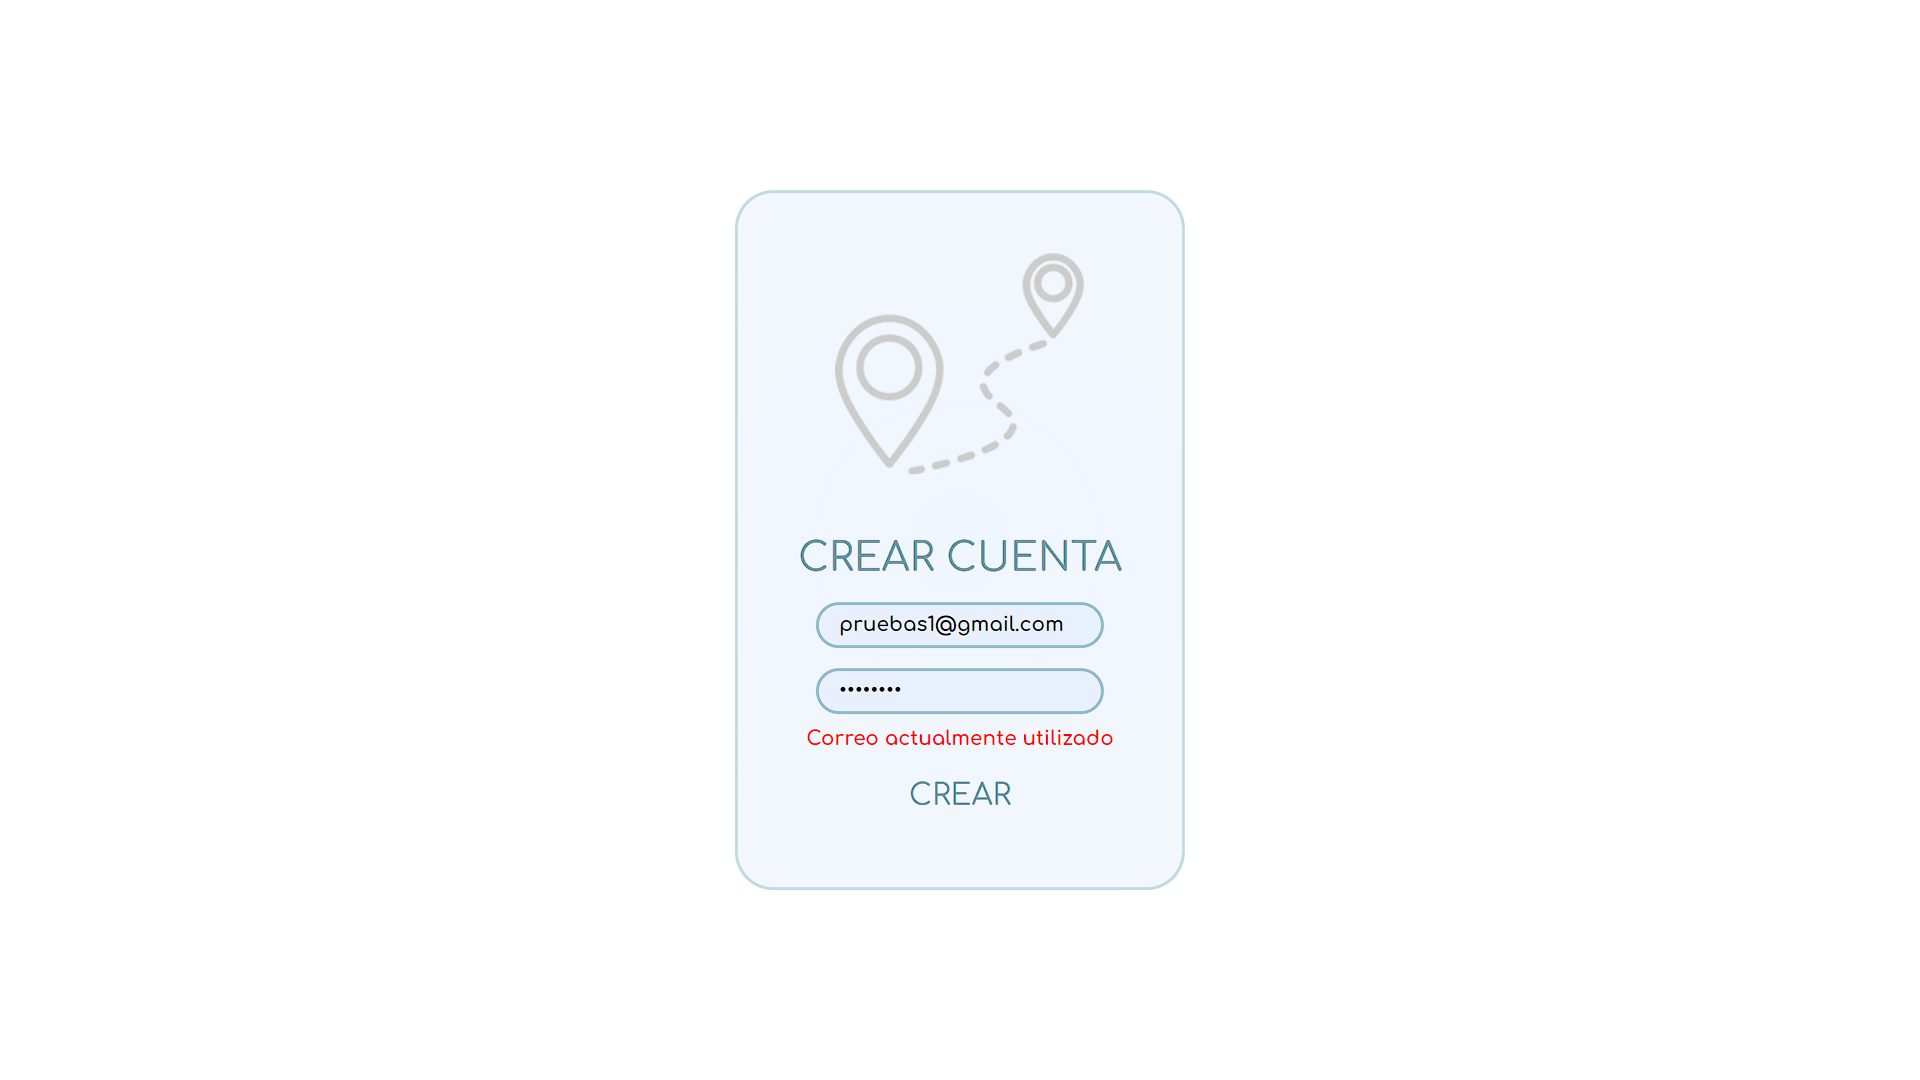 CREAR CUENTA
pruebas1@gmail.com
••••••••
Correo actualmente utilizado
CREAR